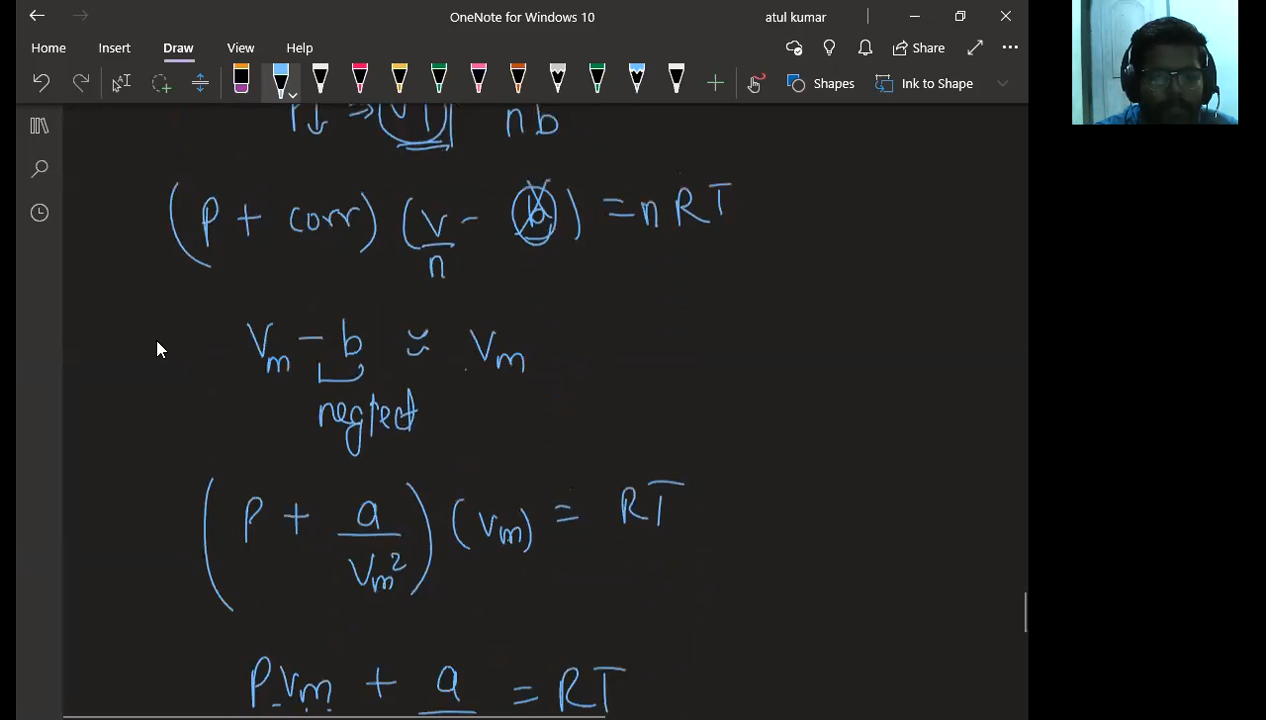 OneNote for Windows 10
atul kumar
Home Insert Draw View Help
Share
Shapes
Ink to Shape
P↓ ⇒ V↑ nb
(P + corr) (V/n - b) = nRT
Vm - b ≈ Vm
neglect
(P + a/Vm²) (Vm) = RT
PVm + a = RT